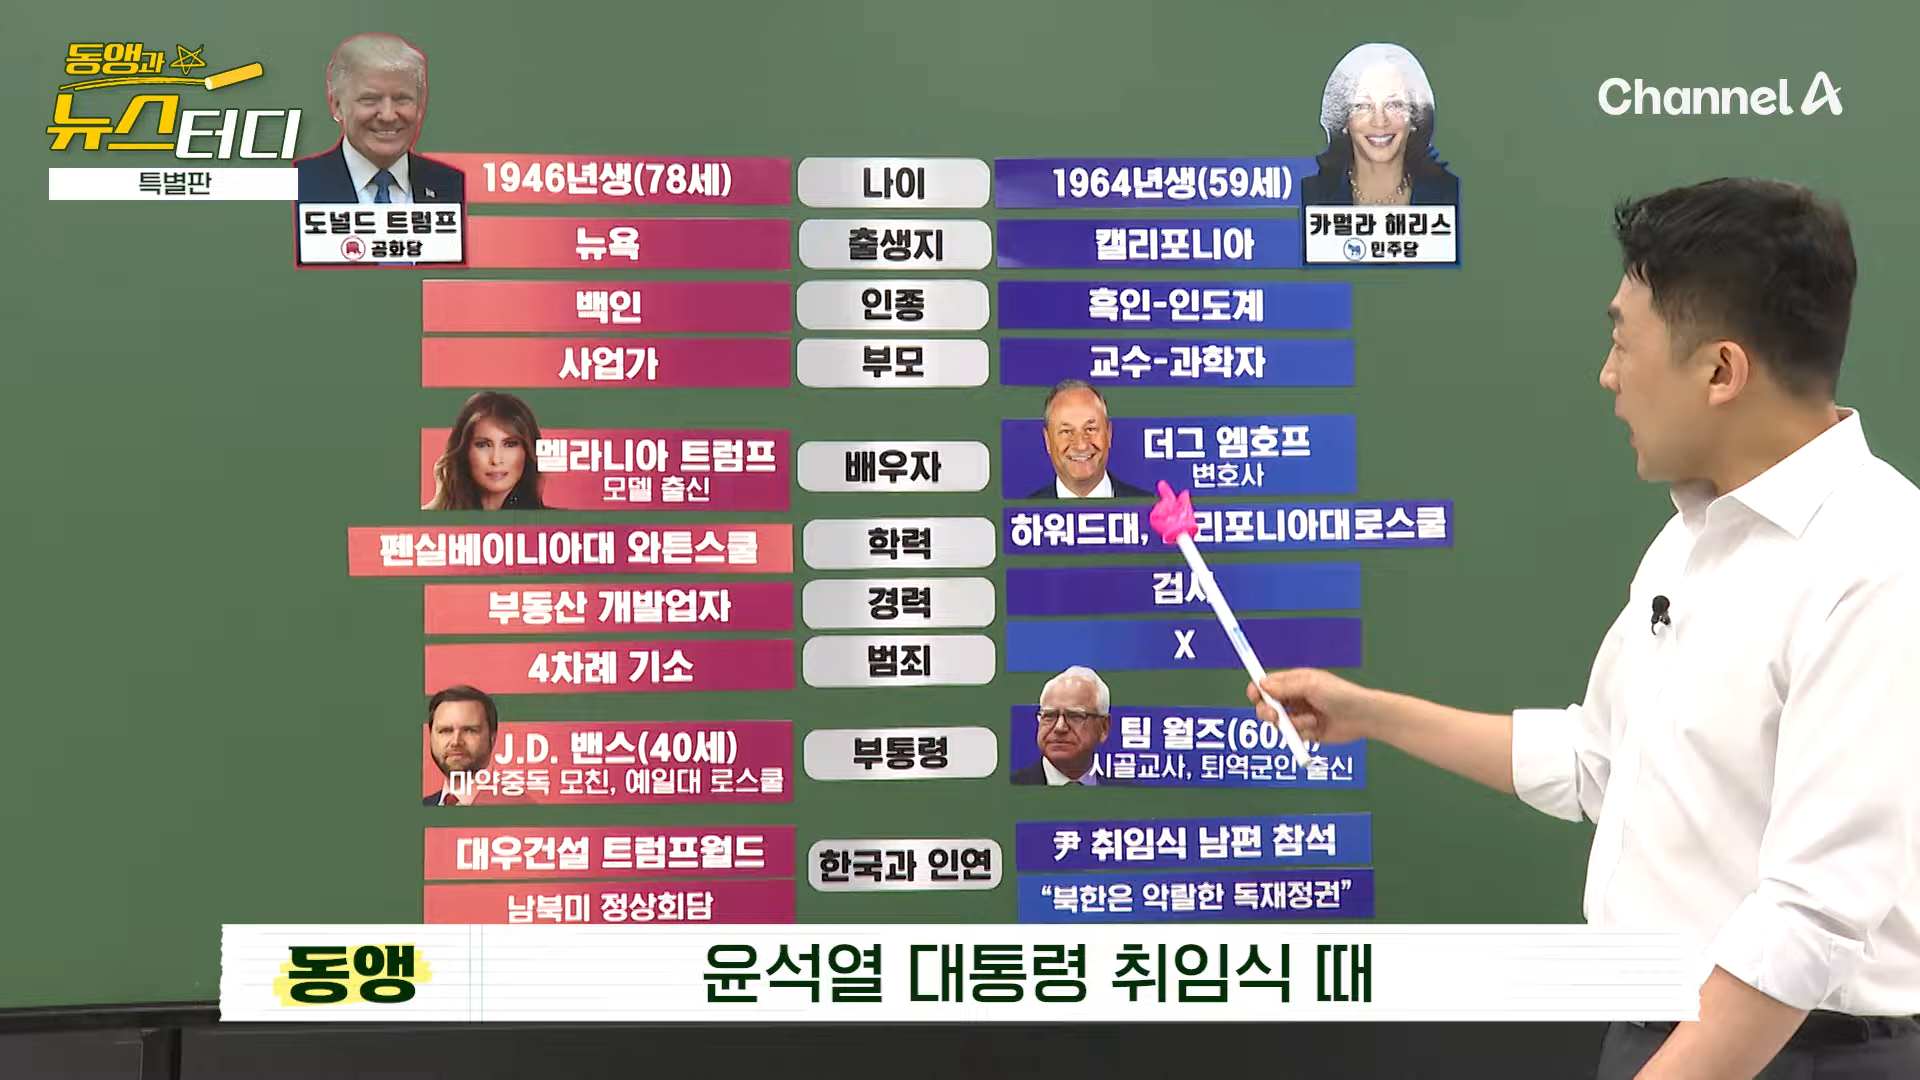 동앵과
뉴스터디
특별판
Channel A
도널드 트럼프
공화당
카멀라 해리스
민주당
1946년생(78세) 나이 1964년생(59세)
뉴욕 출생지 캘리포니아
백인 인종 흑인-인도계
사업가 부모 교수-과학자
멜라니아 트럼프 배우자 더그 엠호프
모델 출신 변호사
펜실베이니아대 와튼스쿨 학력 하워드대, 리포니아대로스쿨
부동산 개발업자 경력 검사
4차례 기소 범죄 X
J.D. 밴스(40세) 부통령 팀 월즈(60세)
마약중독 모친, 예일대 로스쿨 시골교사, 퇴역군인 출신
대우건설 트럼프월드 한국과 인연 尹 취임식 남편 참석
남북미 정상회담 “북한은 악랄한 독재정권”
동앵 윤석열 대통령 취임식 때